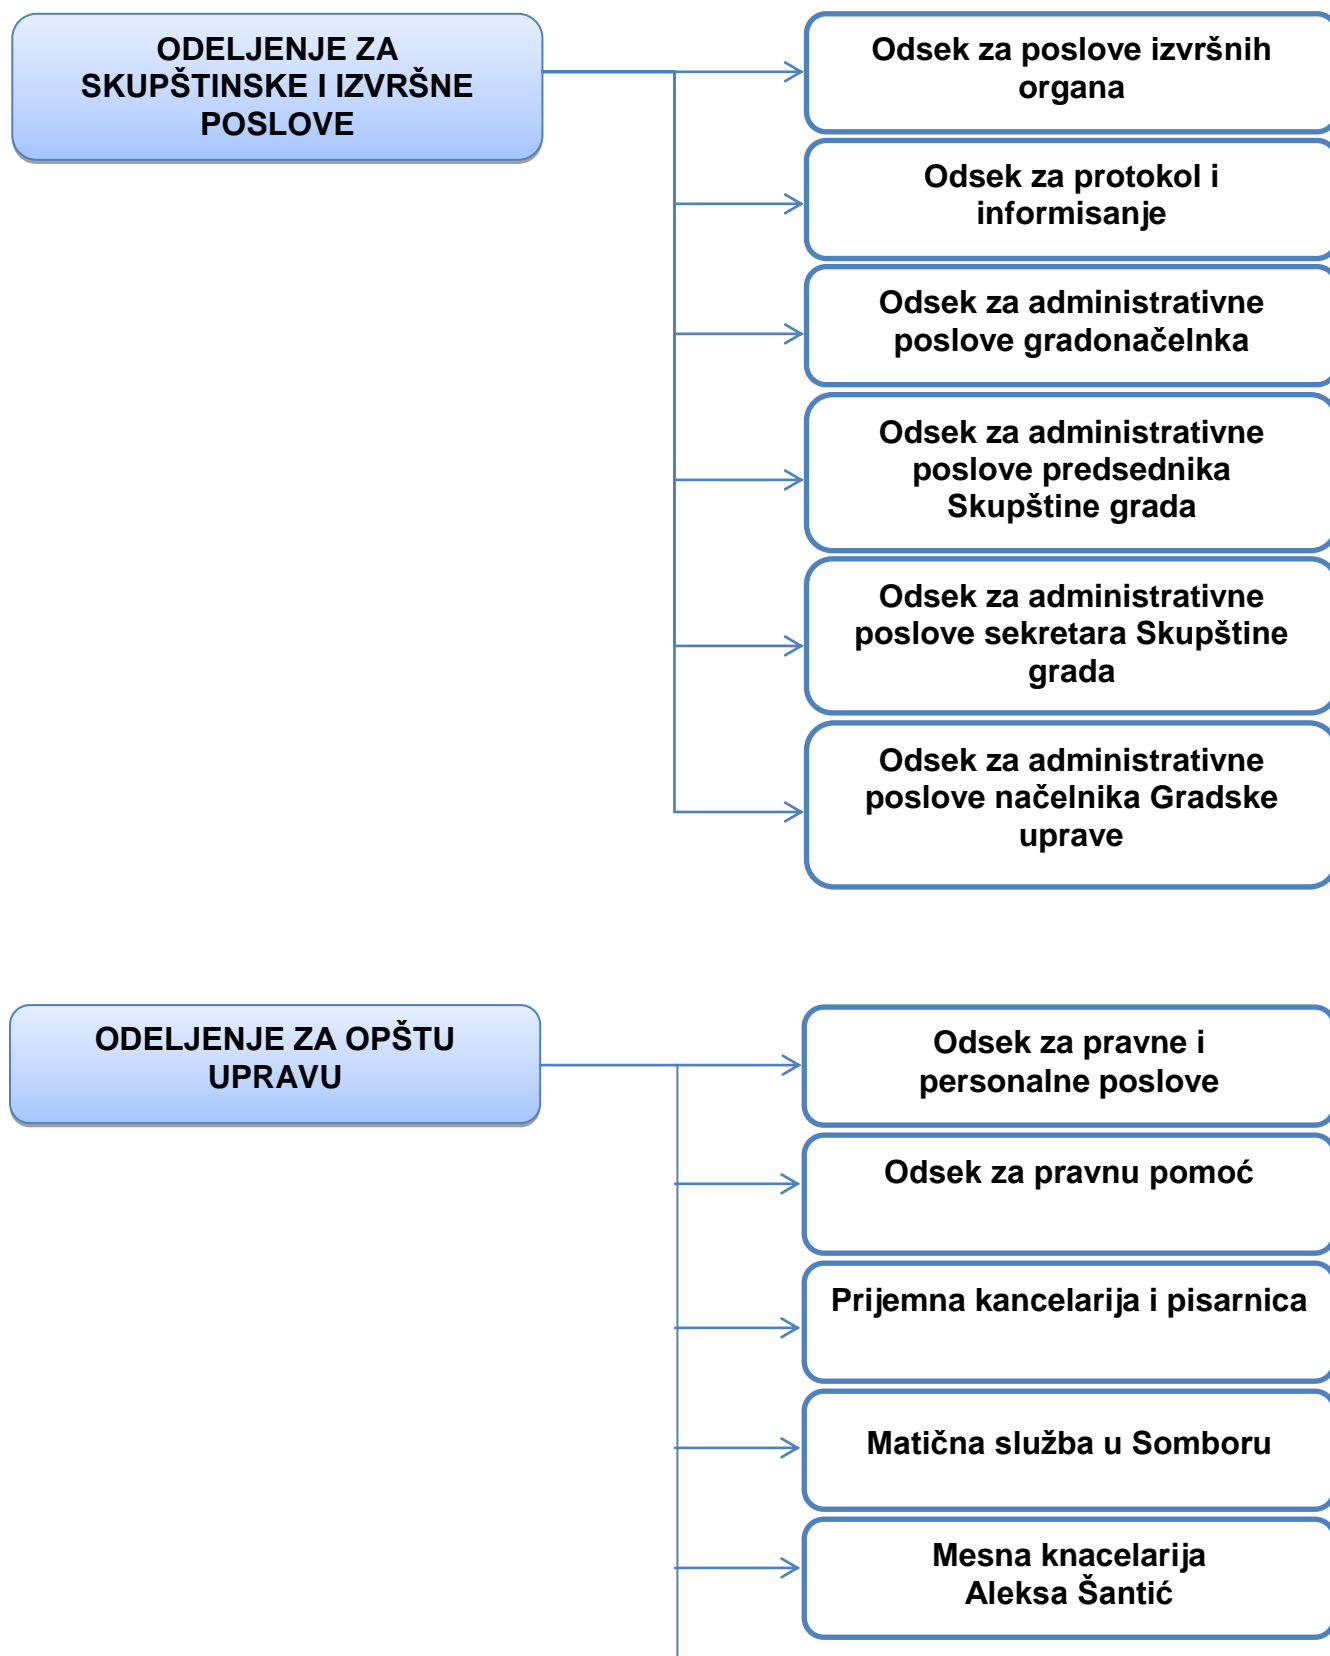 ODELJENJE ZA
SKUPŠTINSKE I IZVRŠNE
POSLOVE
Odsek za poslove izvršnih
organa
Odsek za protokol i
informisanje
Odsek za administrativne
poslove gradonačelnka
Odsek za administrativne
poslove predsednika
Skupštine grada
Odsek za administrativne
poslove sekretara Skupštine
grada
Odsek za administrativne
poslove načelnika Gradske
uprave
ODELJENJE ZA OPŠTU
UPRAVU
Odsek za pravne i
personalne poslove
Odsek za pravnu pomoć
Prijemna kancelarija i pisarnica
Matična služba u Somboru
Mesna knacelarija
Aleksa Šantić